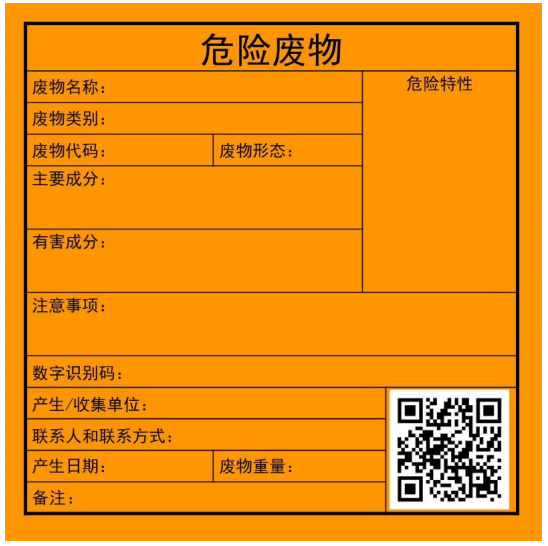 危险废物
废物名称：
危险特性
废物类别：
废物代码：
废物形态：
主要成分：
有害成分：
注意事项：
数字识别码：
产生/收集单位：
联系人和联系方式：
产生日期：
废物重量：
备注：